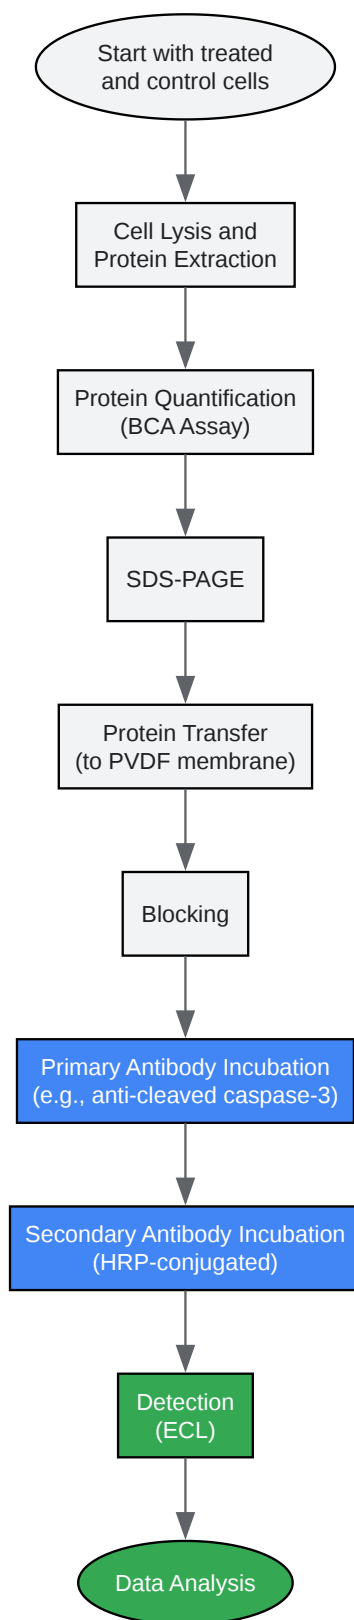 Start with treated
and control cells
Cell Lysis and
Protein Extraction
Protein Quantification
(BCA Assay)
SDS-PAGE
Protein Transfer
(to PVDF membrane)
Blocking
Primary Antibody Incubation
(e.g., anti-cleaved caspase-3)
Secondary Antibody Incubation
(HRP-conjugated)
Detection
(ECL)
Data Analysis